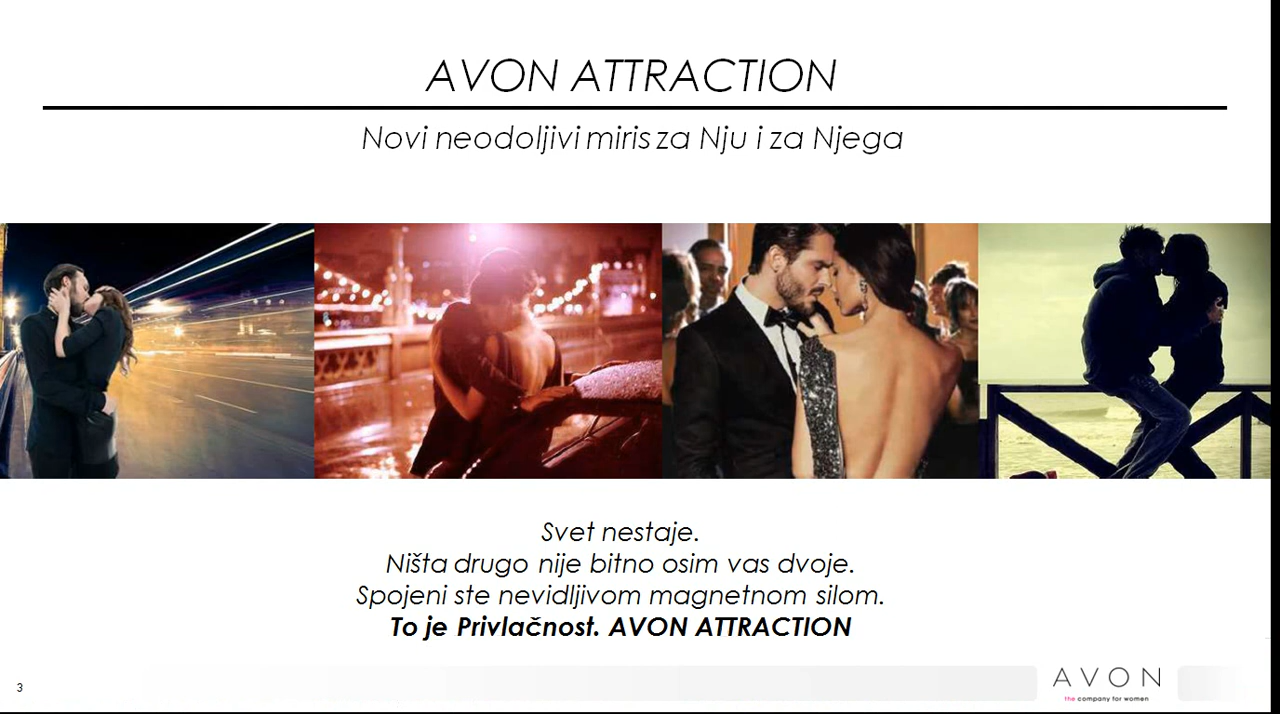 AVON ATTRACTION
Novi neodoljivi miris za Nju i za Njega
Svet nestaje.
Ništa drugo nije bitno osim vas dvoje.
Spojeni ste nevidljivom magnetnom silom.
To je Privlačnost. AVON ATTRACTION
3
AVON
the company for women